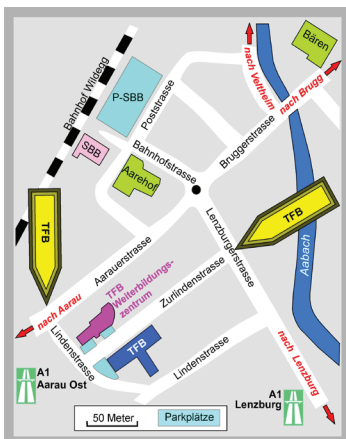 Bären
nach Veltheim
nach Brugg
Bahnhof Wildegg
P-SBB
Poststrasse
SBB
Bahnhofstrasse
Bruggerstrasse
Aarehof
TFB
TFB
Aarauerstrasse
Lenzburgerstrasse
Aabach
TFB
Weiterbildungs-
zentrum
Zurlindenstrasse
nach Aarau
Lindenstrasse
TFB
Lindenstrasse
nach Lenzburg
A1
Aarau Ost
A1
Lenzburg
50 Meter
Parkplätze